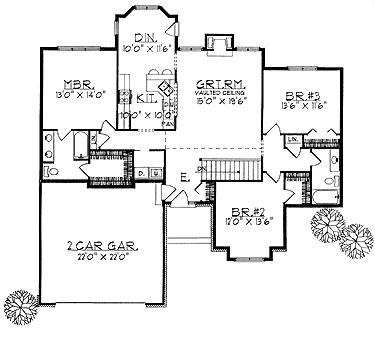 DIN.
10'0" X 11'6"
MBR.
13'0" X 14'0"
KIT.
10'0" X 10'0"
PAN
GRT.RM.
VAULTED CEILING
15'0" X 19'6"
BR.#3
13'6" X 11'6"
LIN.
D.
E.
BR.#2
12'0" X 13'6"
2 CAR GAR.
22'0" X 22'0"